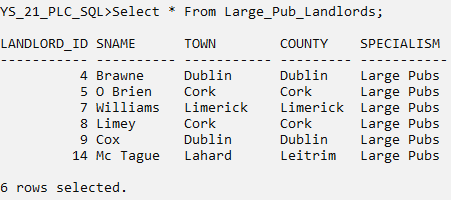 YS_21_PLC_SQL>Select * From Large_Pub_Landlords;
LANDLORD_ID SNAME      TOWN       COUNTY     SPECIALISM
----------- ---------- ---------- ---------- -----------
          4 Brawne     Dublin     Dublin     Large Pubs
          5 O Brien    Cork       Cork       Large Pubs
          7 Williams   Limerick   Limerick   Large Pubs
          8 Limey      Cork       Cork       Large Pubs
          9 Cox        Dublin     Dublin     Large Pubs
         14 Mc Tague   Lahard     Leitrim    Large Pubs
6 rows selected.